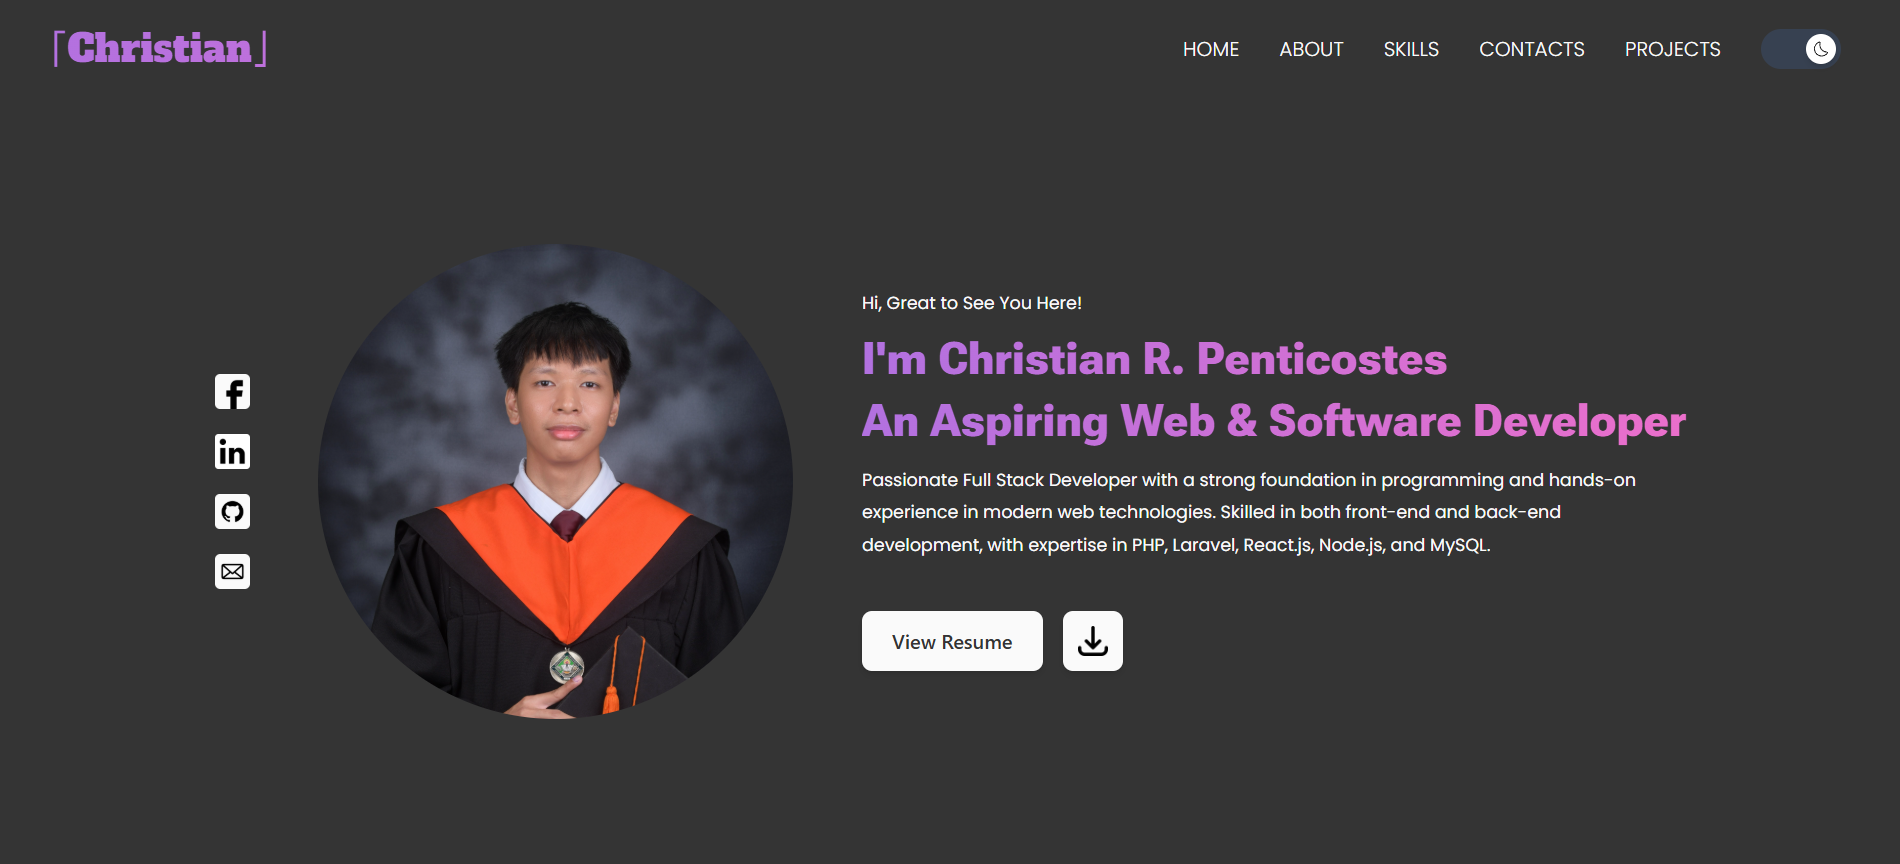 ⌈Christian⌋
HOME ABOUT SKILLS CONTACTS PROJECTS
Hi, Great to See You Here!
I'm Christian R. Penticostes
An Aspiring Web & Software Developer
Passionate Full Stack Developer with a strong foundation in programming and hands-on
experience in modern web technologies. Skilled in both front-end and back-end
development, with expertise in PHP, Laravel, React.js, Node.js, and MySQL.
View Resume